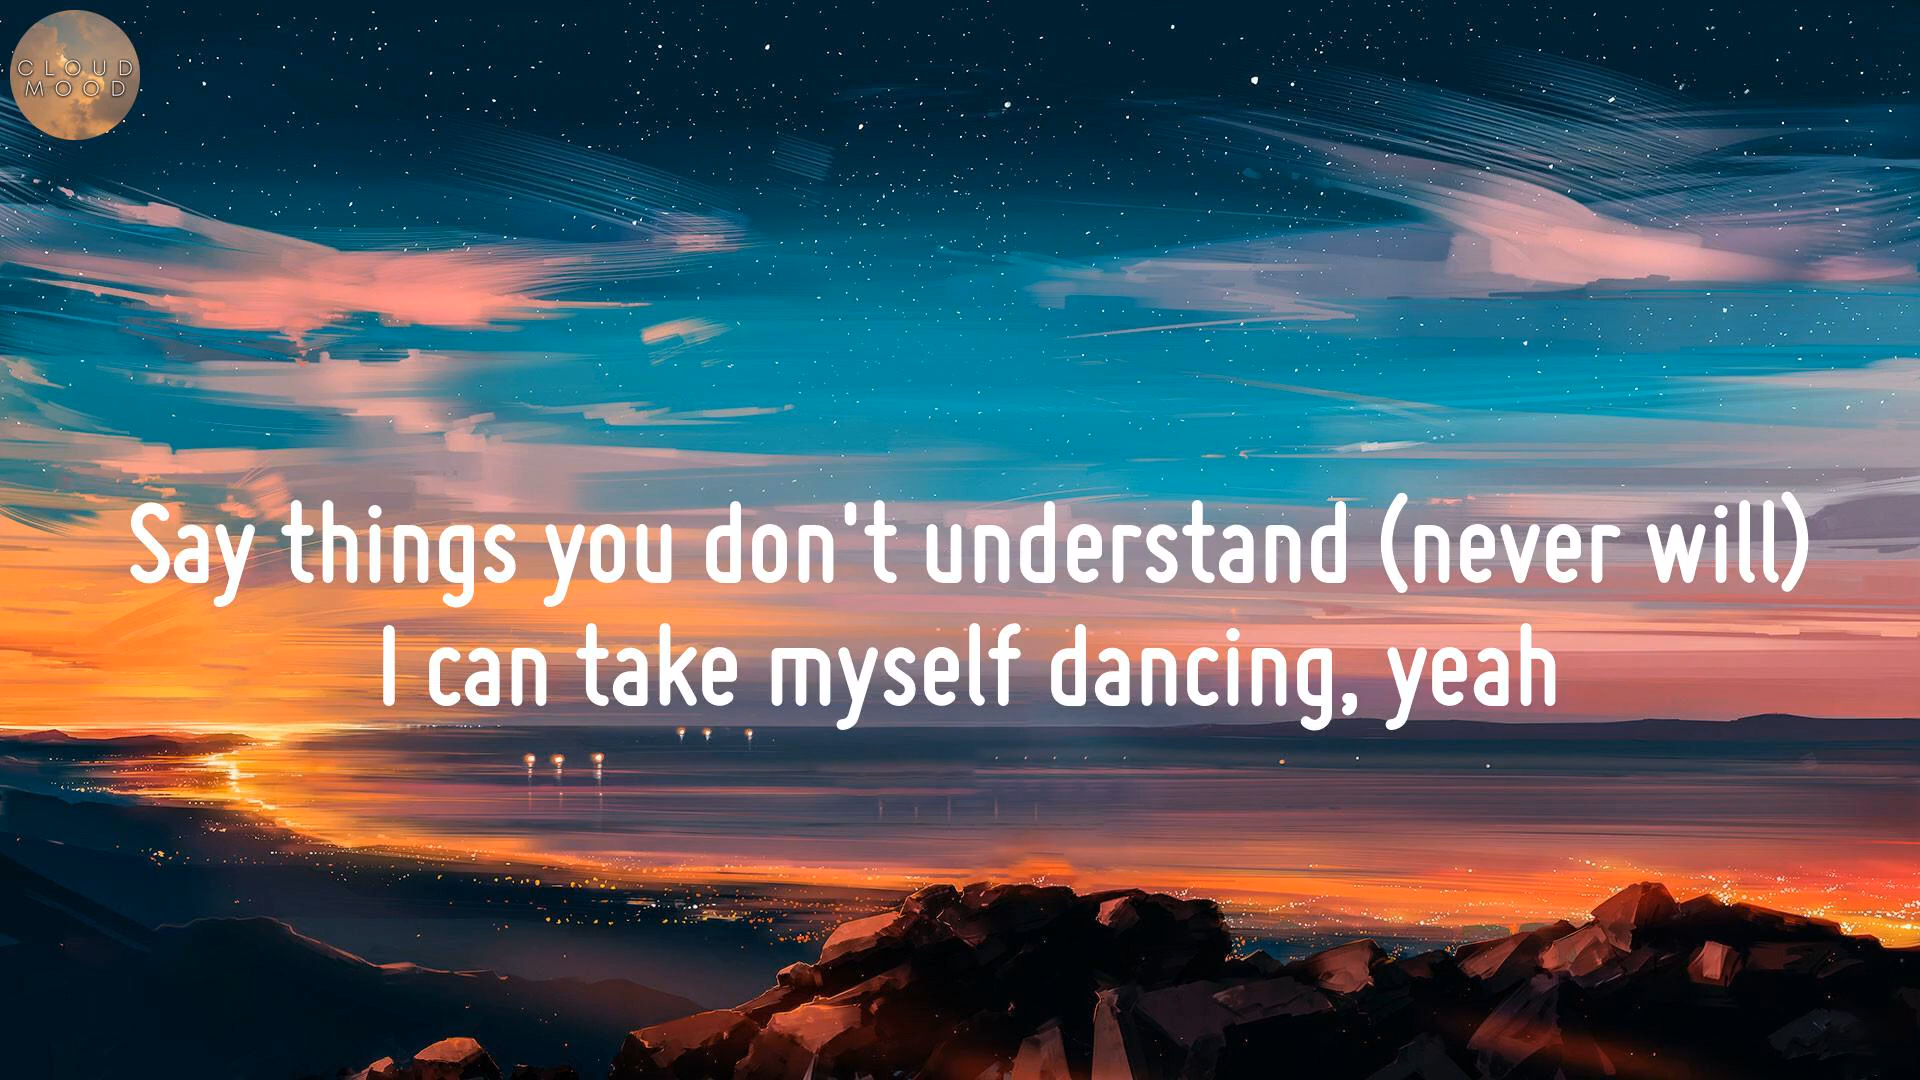 CLOUD
MOOD
Say things you don't understand (never will)
I can take myself dancing, yeah